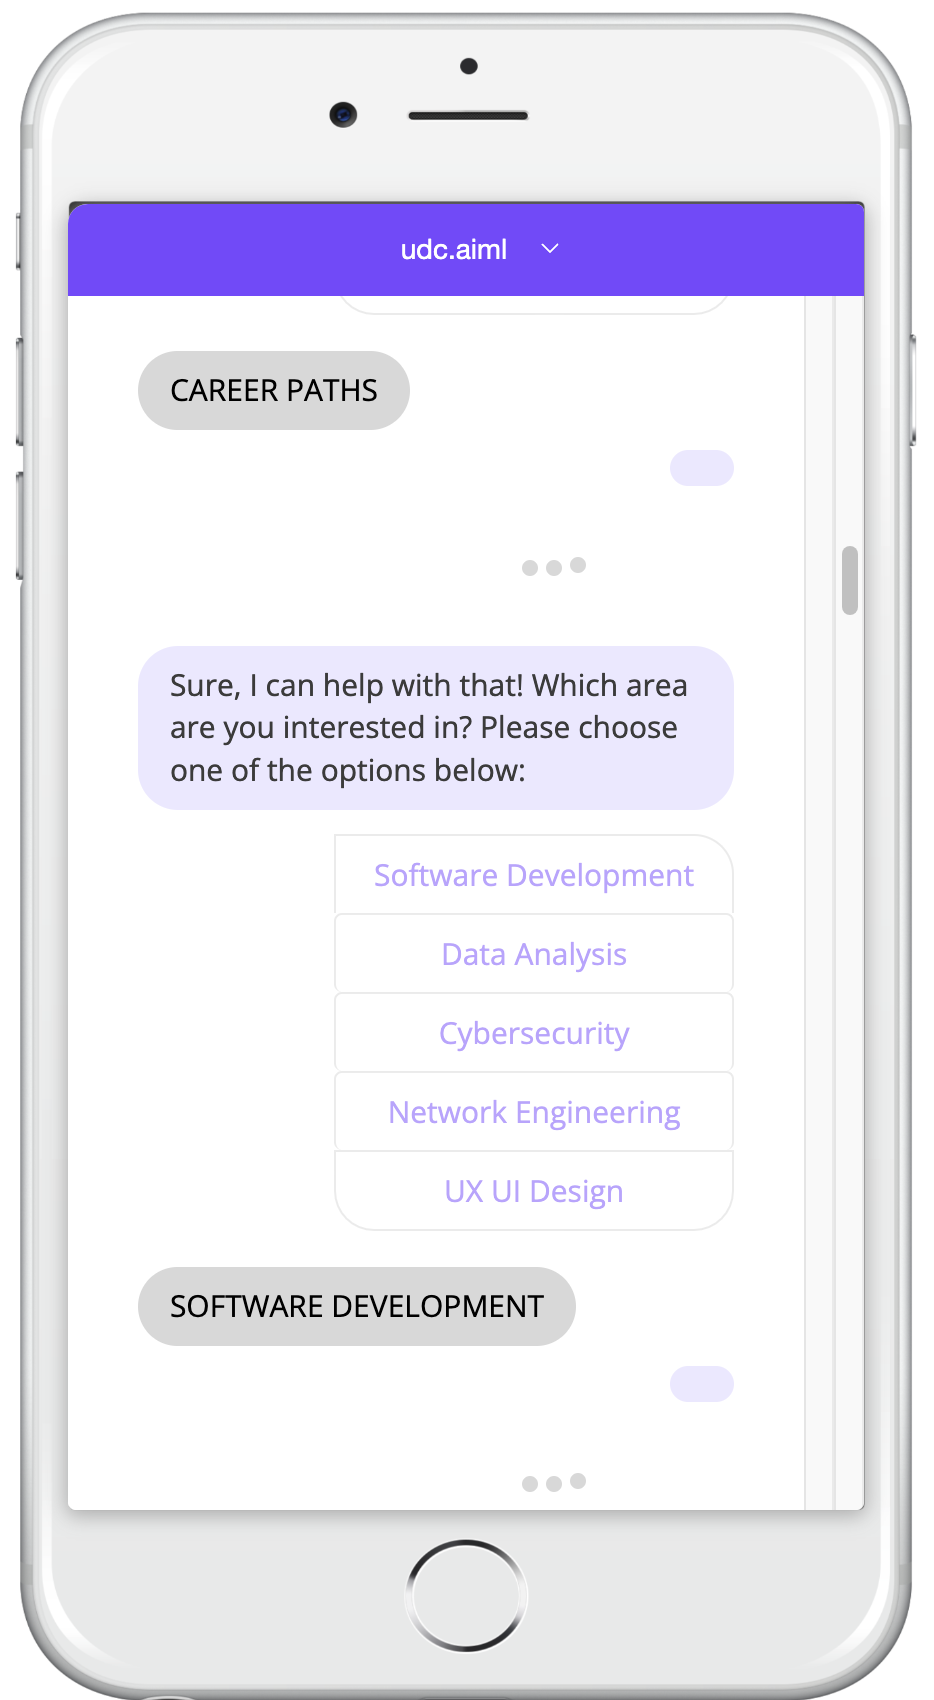 udc.aiml
CAREER PATHS
Sure, I can help with that! Which area
are you interested in? Please choose
one of the options below:
Software Development
Data Analysis
Cybersecurity
Network Engineering
UX UI Design
SOFTWARE DEVELOPMENT